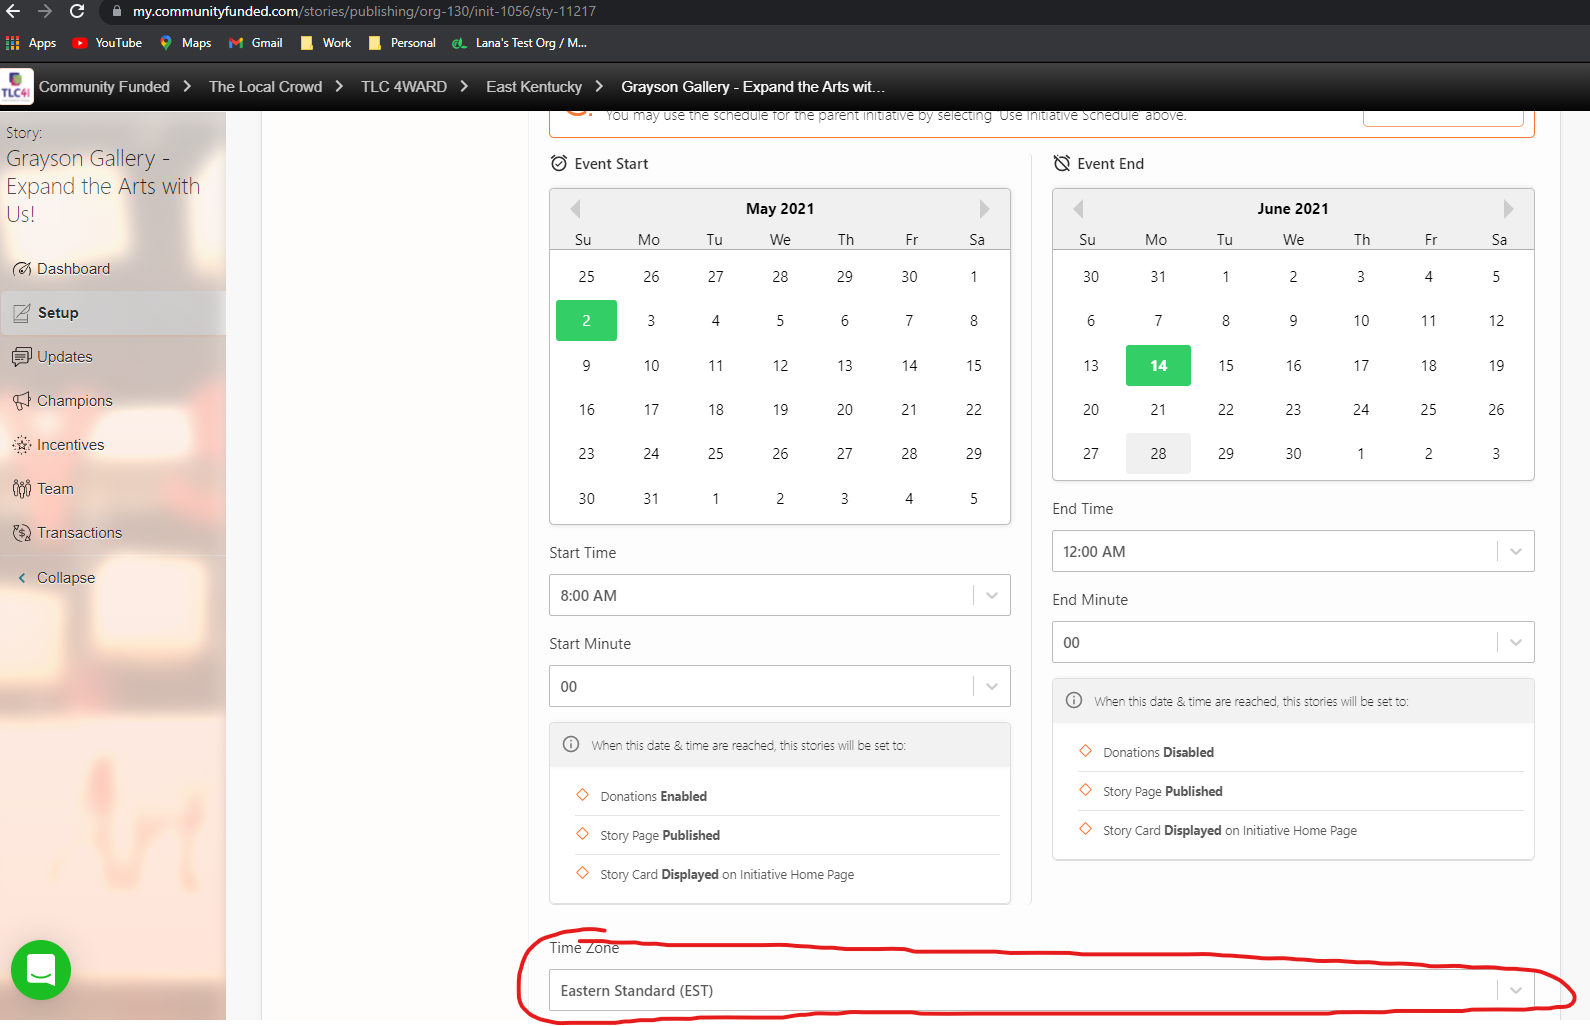 my.communityfunded.com/stories/publishing/org-130/init-1056/sty-11217
Apps YouTube Maps Gmail Work Personal Lana's Test Org / M...
TLC4 Community Funded > The Local Crowd > TLC 4WARD > East Kentucky > Grayson Gallery - Expand the Arts wit...
Story:
Grayson Gallery -
Expand the Arts with
Us!
Dashboard
Setup
Updates
Champions
Incentives
Team
Transactions
Collapse
You may use the schedule for the parent Initiative by selecting 'Use Initiative Schedule' above.
Event Start
May 2021
Su Mo Tu We Th Fr Sa
25 26 27 28 29 30 1
2 3 4 5 6 7 8
9 10 11 12 13 14 15
16 17 18 19 20 21 22
23 24 25 26 27 28 29
30 31 1 2 3 4 5
Start Time
8:00 AM
Start Minute
00
When this date & time are reached, this stories will be set to:
Donations Enabled
Story Page Published
Story Card Displayed on Initiative Home Page
Event End
June 2021
Su Mo Tu We Th Fr Sa
30 31 1 2 3 4 5
6 7 8 9 10 11 12
13 14 15 16 17 18 19
20 21 22 23 24 25 26
27 28 29 30 1 2 3
End Time
12:00 AM
End Minute
00
When this date & time are reached, this stories will be set to:
Donations Disabled
Story Page Published
Story Card Displayed on Initiative Home Page
Time Zone
Eastern Standard (EST)